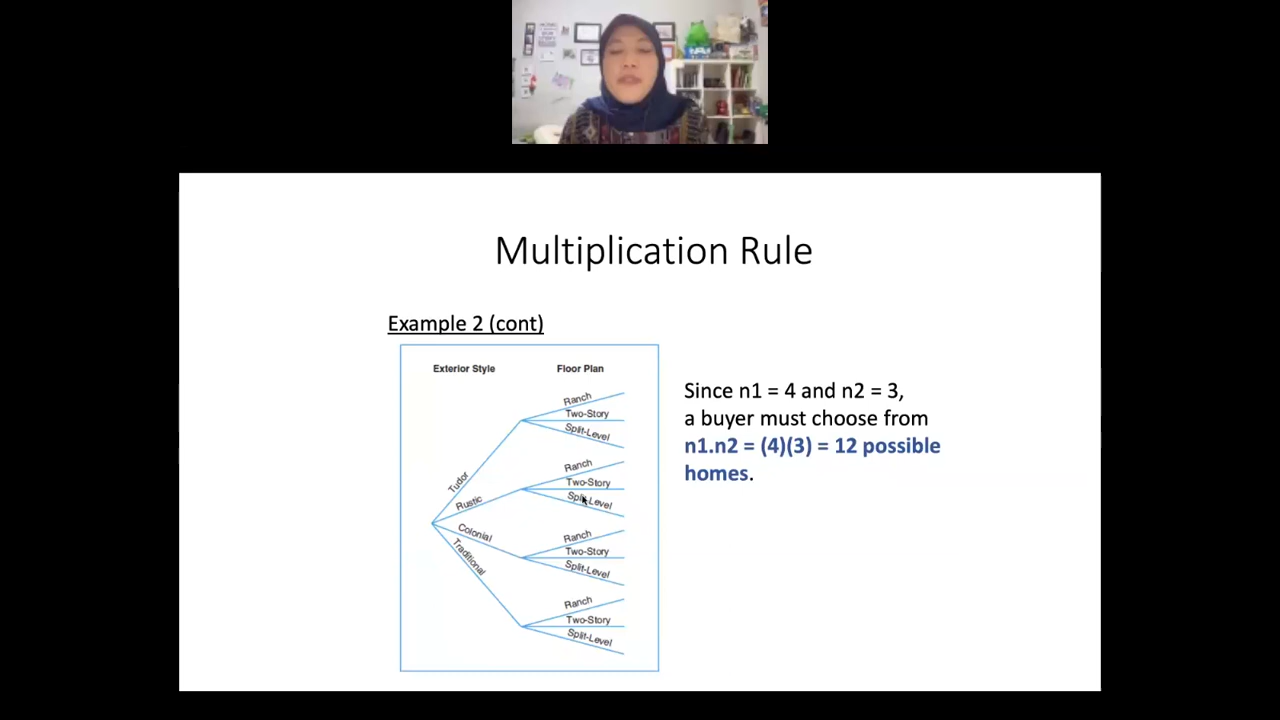 Multiplication Rule
Example 2 (cont)
Exterior Style
Floor Plan
Tudor
Rustic
Colonial
Traditional
Ranch
Two-Story
Split-Level
Ranch
Two-Story
Split-Level
Ranch
Two-Story
Split-Level
Ranch
Two-Story
Split-Level
Since n1 = 4 and n2 = 3,
a buyer must choose from
n1.n2 = (4)(3) = 12 possible
homes.